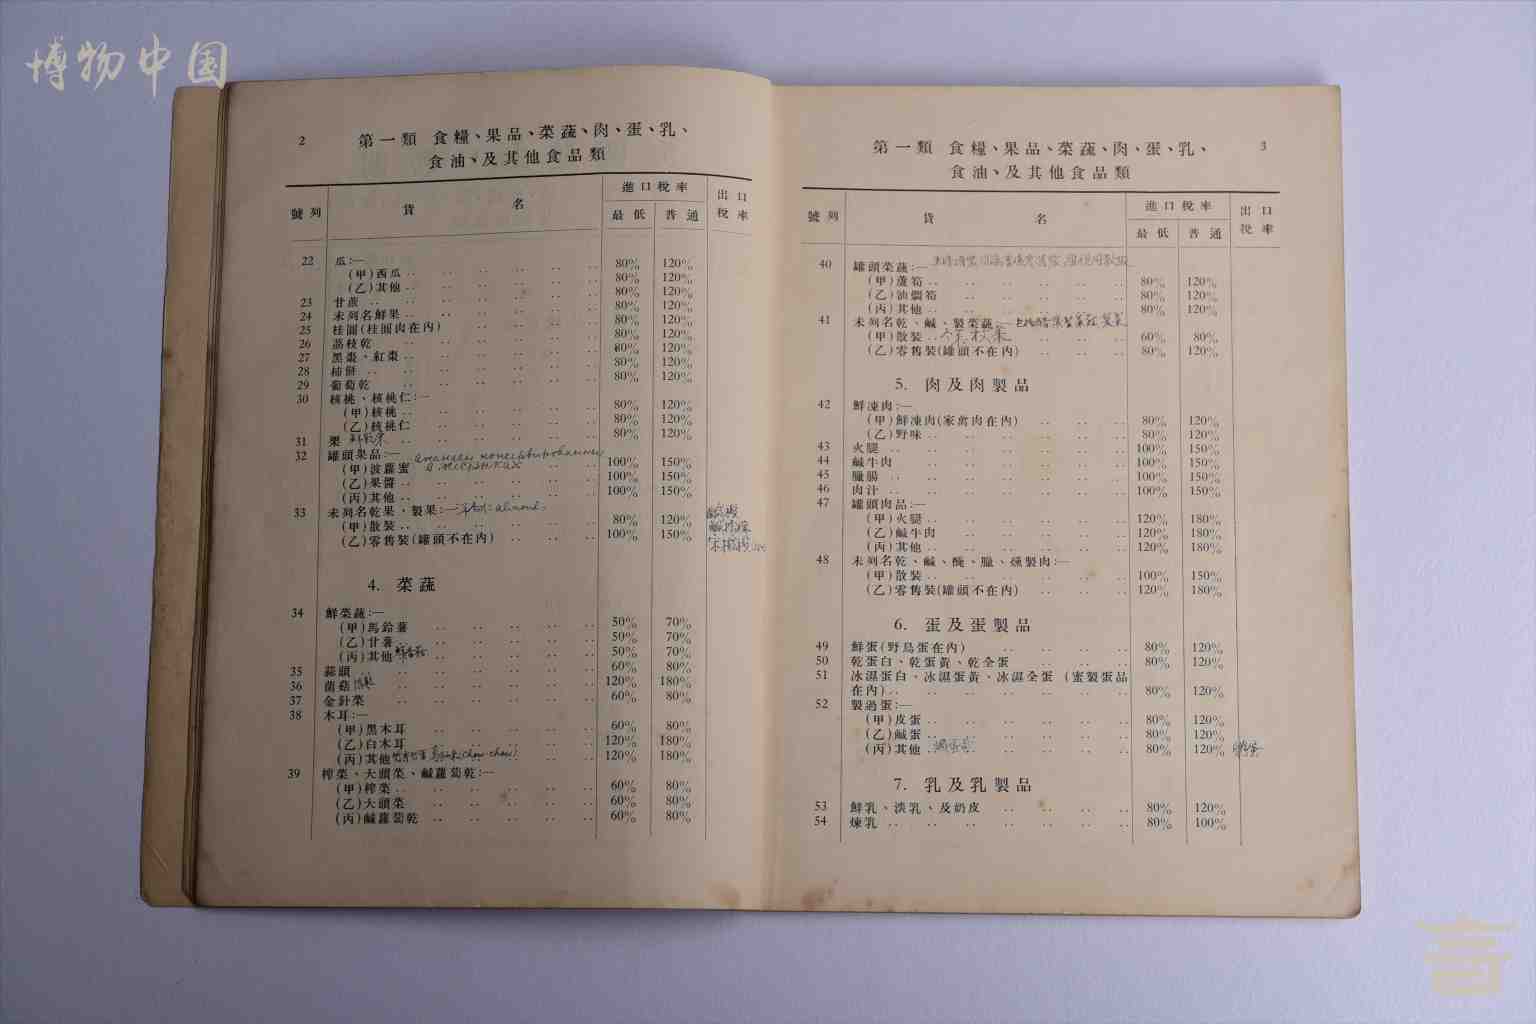 博物中国
2
第一類 食糧、果品、菜蔬、肉、蛋、乳、
食油、及其他食品類
號列 貨名 進口稅率 出口稅率
最低 普通
22 瓜:—
(甲)西瓜 80% 120%
(乙)其他 80% 120%
23 甘蔗 80% 120%
24 未列名鮮果 80% 120%
25 桂圓(桂圓肉在內) 80% 120%
26 荔枝乾 80% 120%
27 黑棗、紅棗 80% 120%
28 柿餅 80% 120%
29 葡萄乾 80% 120%
30 核桃、核桃仁:—
(甲)核桃 80% 120%
(乙)核桃仁 80% 120%
31 栗 80% 120%
32 罐頭果品:—
(甲)波蘿蜜 100% 150%
(乙)果醬 100% 150%
(丙)其他 100% 150%
33 未列名乾果、製果:—
(甲)散裝 80% 120%
(乙)零售裝(罐頭不在內) 100% 150%
4. 菜蔬
34 鮮菜蔬:—
(甲)馬鈴薯 50% 70%
(乙)甘薯 50% 70%
(丙)其他 50% 70%
35 蒜頭 60% 80%
36 菌菇 120% 180%
37 金針菜 60% 80%
38 木耳:—
(甲)黑木耳 60% 80%
(乙)白木耳 120% 180%
(丙)其他 120% 180%
39 榨菜、大頭菜、鹹蘿蔔乾:—
(甲)榨菜 60% 80%
(乙)大頭菜 60% 80%
(丙)鹹蘿蔔乾 60% 80%
第一類 食糧、果品、菜蔬、肉、蛋、乳、
食油、及其他食品類
3
號列 貨名 進口稅率 出口稅率
最低 普通
40 罐頭菜蔬:—
(甲)蘆筍 80% 120%
(乙)油燜筍 80% 120%
(丙)其他 80% 120%
41 未列名乾、鹹、製菜蔬:—
(甲)散裝 60% 80%
(乙)零售裝(罐頭不在內) 80% 120%
5. 肉及肉製品
42 鮮凍肉:—
(甲)鮮凍肉(家禽肉在內) 80% 120%
(乙)野味 80% 120%
43 火腿 100% 150%
44 鹹牛肉 100% 150%
45 臘腸 100% 150%
46 肉汁 100% 150%
47 罐頭肉品:—
(甲)火腿 120% 180%
(乙)鹹牛肉 120% 180%
(丙)其他 120% 180%
48 未列名乾、鹹、醃、臘、燻製肉:—
(甲)散裝 100% 150%
(乙)零售裝(罐頭不在內) 120% 180%
6. 蛋及蛋製品
49 鮮蛋(野鳥蛋在內) 80% 120%
50 乾蛋白、乾蛋黃、乾全蛋 80% 120%
51 冰濕蛋白、冰濕蛋黃、冰濕全蛋(蜜製蛋品
在內) 80% 120%
52 製過蛋:—
(甲)皮蛋 80% 120%
(乙)鹹蛋 80% 120%
(丙)其他 80% 120%
7. 乳及乳製品
53 鮮乳、淡乳、及奶皮 80% 120%
54 煉乳 80% 100%